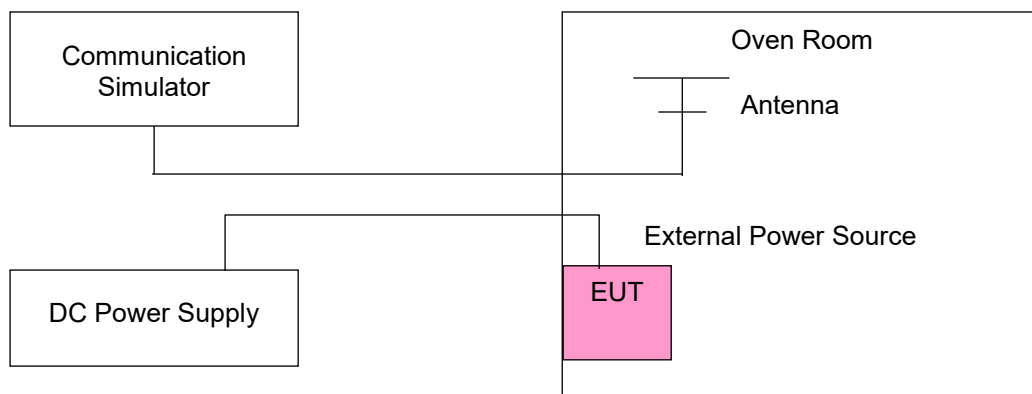 Communication
Simulator
Oven Room
Antenna
External Power Source
DC Power Supply
EUT